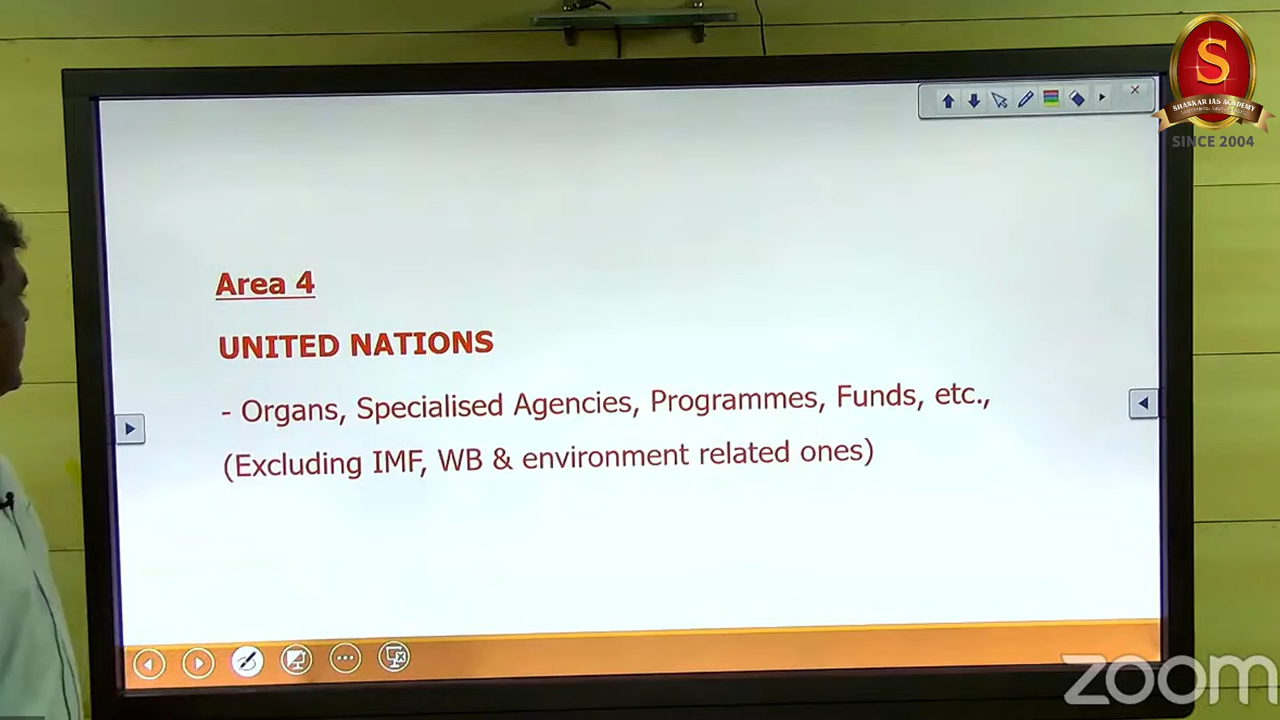 S
SHANKAR IAS ACADEMY
SINCE 2004
Area 4
UNITED NATIONS
- Organs, Specialised Agencies, Programmes, Funds, etc.,
(Excluding IMF, WB & environment related ones)
zoom